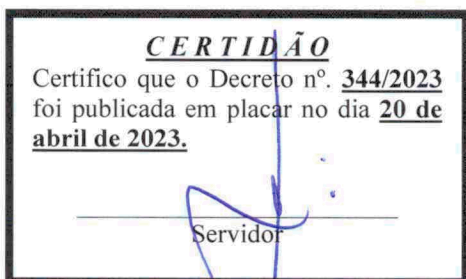 CERTIDÃO
Certifico que o Decreto nº. 344/2023
foi publicada em placar no dia 20 de
abril de 2023.
Servidor